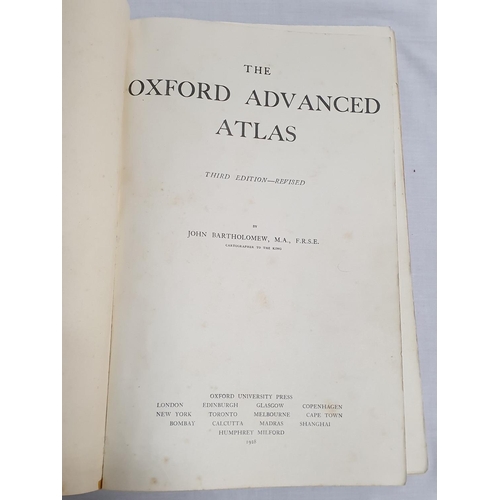 THE
OXFORD ADVANCED
ATLAS
THIRD EDITION—REVISED
BY
JOHN BARTHOLOMEW, M.A., F.R.S.E.
CARTOGRAPHER TO THE KING
OXFORD UNIVERSITY PRESS
LONDON EDINBURGH GLASGOW COPENHAGEN
NEW YORK TORONTO MELBOURNE CAPE TOWN
BOMBAY CALCUTTA MADRAS SHANGHAI
HUMPHREY MILFORD